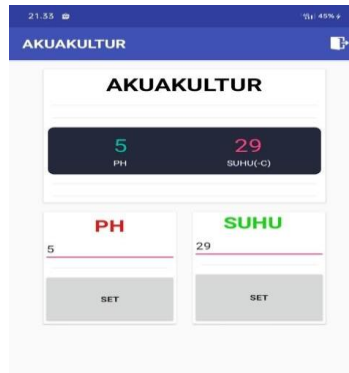 21.33 45%
AKUAKULTUR
AKUAKULTUR
5 29
PH SUHU(-C)
PH SUHU
5 29
SET SET